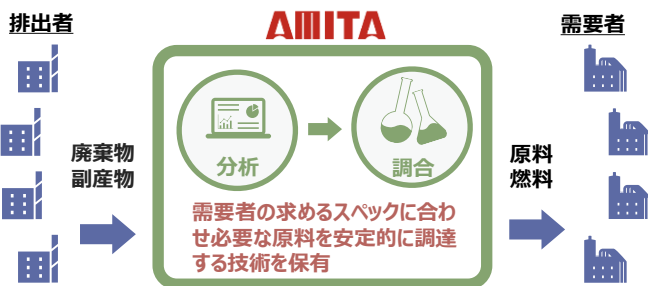 排出者
AMITA
需要者
廃棄物
副産物
分析
調合
原料
燃料
需要者の求めるスペックに合わ
せ必要な原料を安定的に調達
する技術を保有